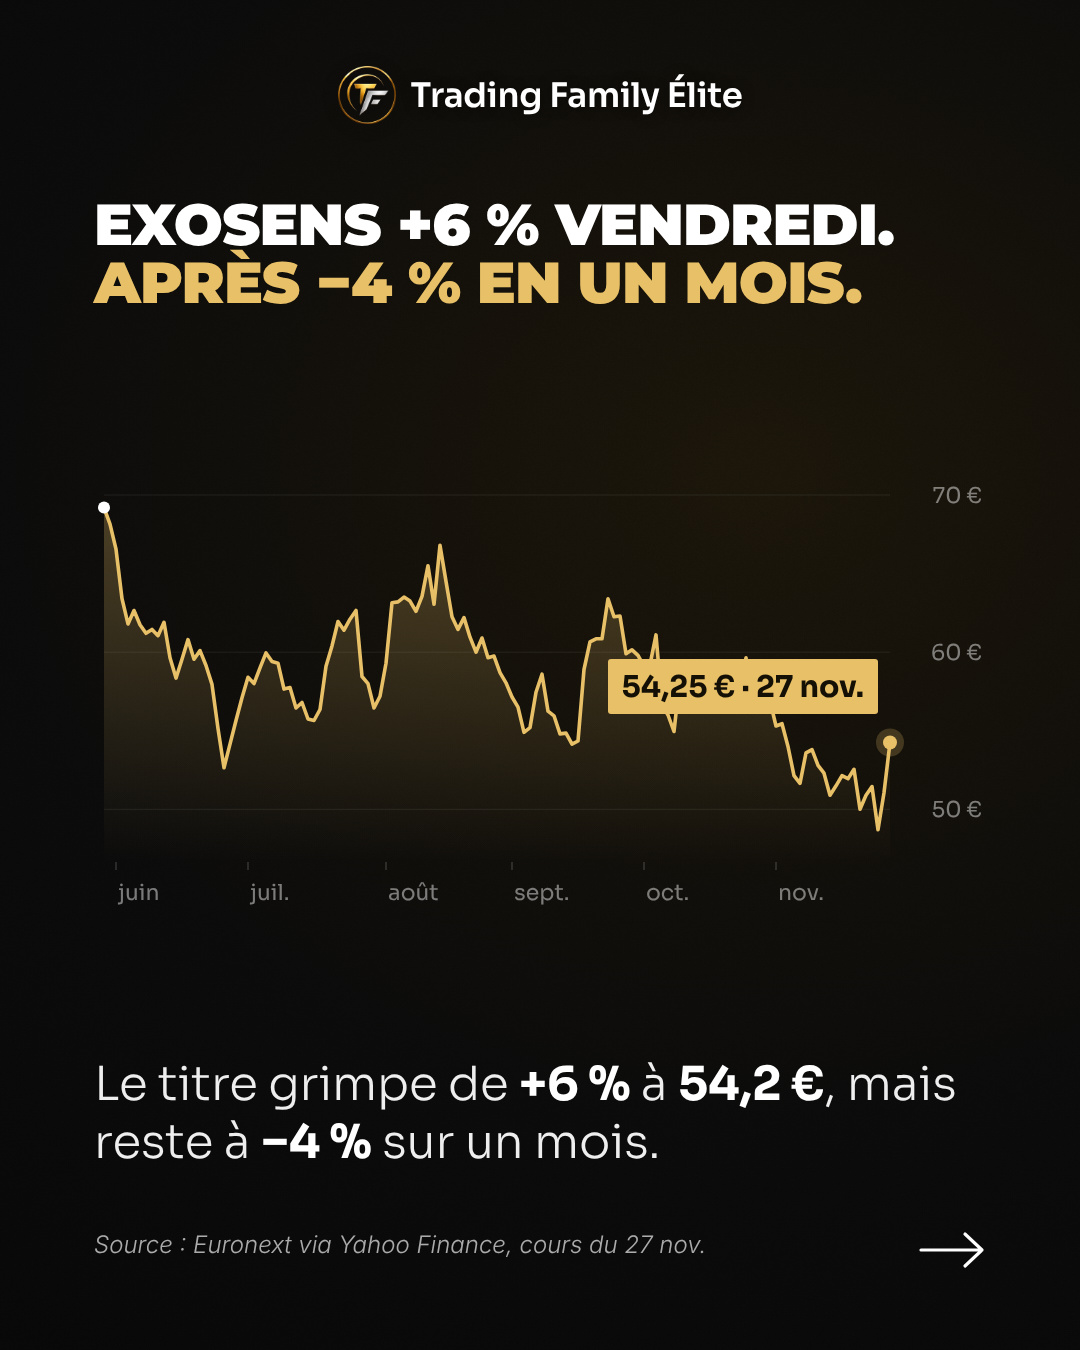 TF Trading Family Élite
EXOSENS +6 % VENDREDI.
APRÈS −4 % EN UN MOIS.
70 €
60 €
54,25 € · 27 nov.
50 €
juin juil. août sept. oct. nov.
Le titre grimpe de +6 % à 54,2 €, mais
reste à −4 % sur un mois.
Source : Euronext via Yahoo Finance, cours du 27 nov.